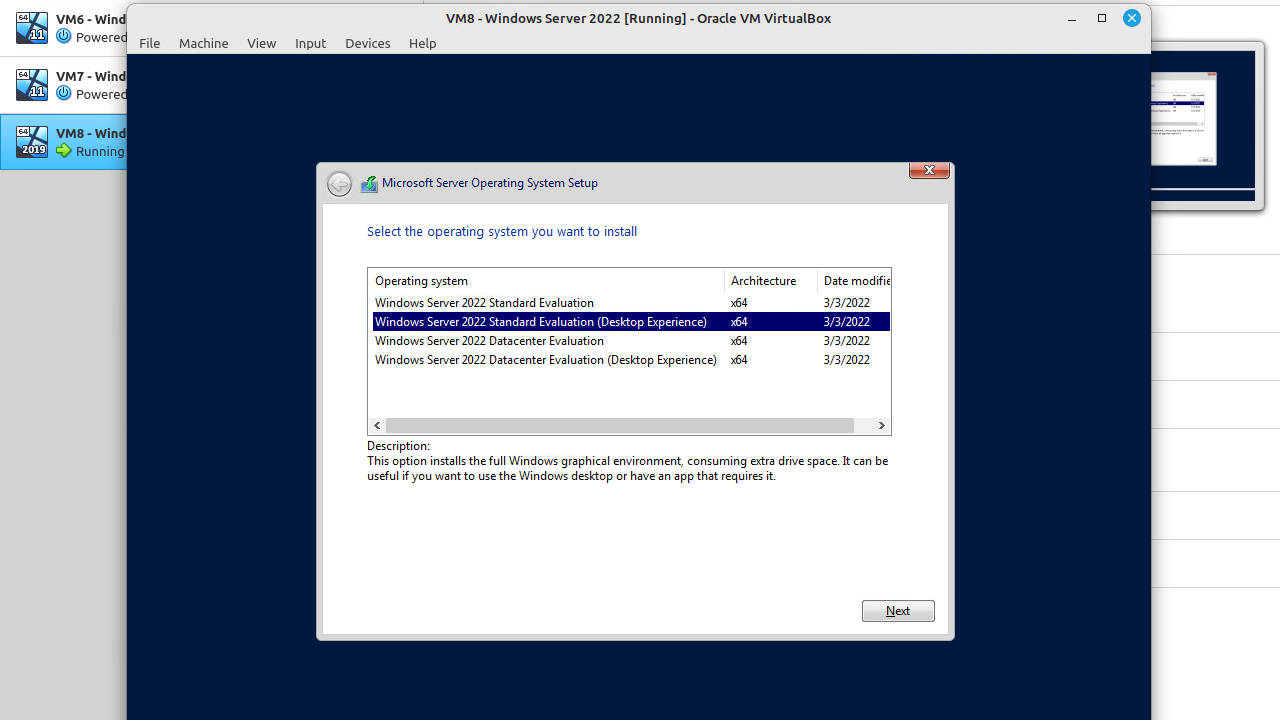 VM8 - Windows Server 2022 [Running] - Oracle VM VirtualBox
File Machine View Input Devices Help
64
11
VM6 - Wind
Powered
64
11
VM7 - Wind
Powered
64
2019
VM8 - Wind
Running
Microsoft Server Operating System Setup
Select the operating system you want to install
Operating system Architecture Date modifie
Windows Server 2022 Standard Evaluation x64 3/3/2022
Windows Server 2022 Standard Evaluation (Desktop Experience) x64 3/3/2022
Windows Server 2022 Datacenter Evaluation x64 3/3/2022
Windows Server 2022 Datacenter Evaluation (Desktop Experience) x64 3/3/2022
Description:
This option installs the full Windows graphical environment, consuming extra drive space. It can be
useful if you want to use the Windows desktop or have an app that requires it.
Next